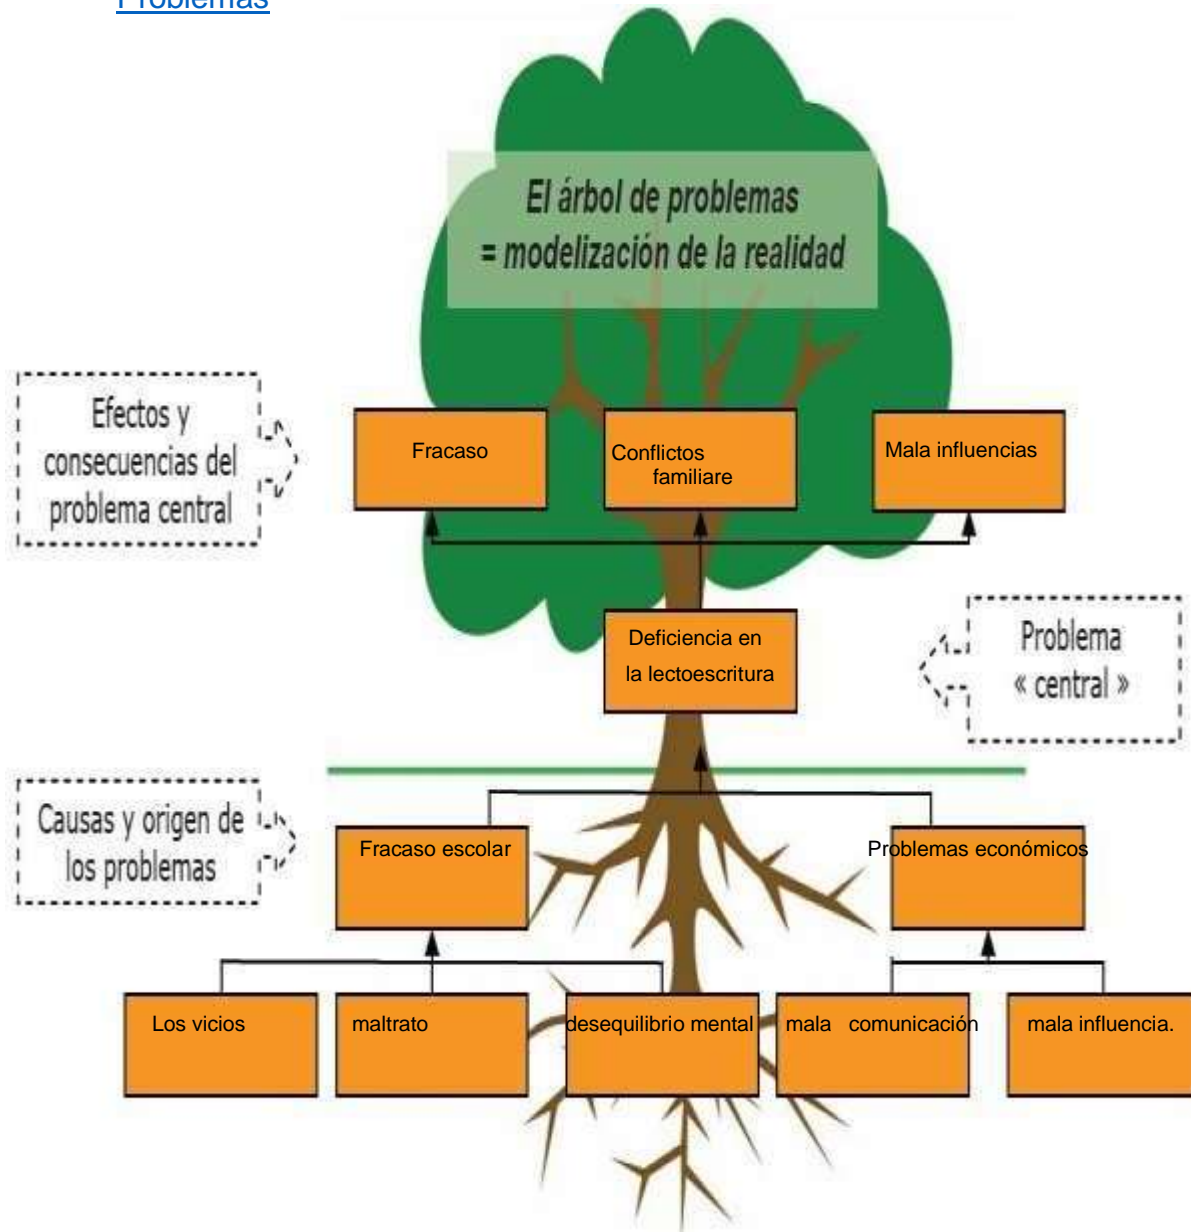 Problemas
El árbol de problemas
= modelización de la realidad
Efectos y
consecuencias del
problema central
Fracaso
Conflictos
familiare
Mala influencias
Deficiencia en
la lectoescritura
Problema
« central »
Causas y origen de
los problemas
Fracaso escolar
Problemas económicos
Los vicios
maltrato
desequilibrio mental
mala comunicación
mala influencia.